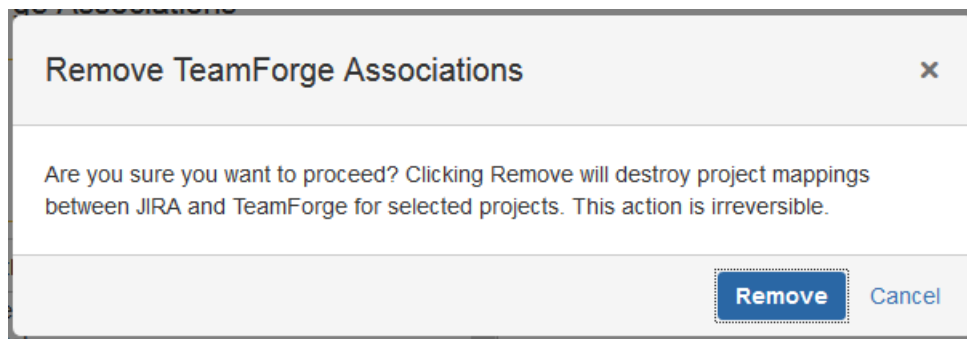 Remove TeamForge Associations
×
Are you sure you want to proceed? Clicking Remove will destroy project mappings
between JIRA and TeamForge for selected projects. This action is irreversible.
Remove Cancel